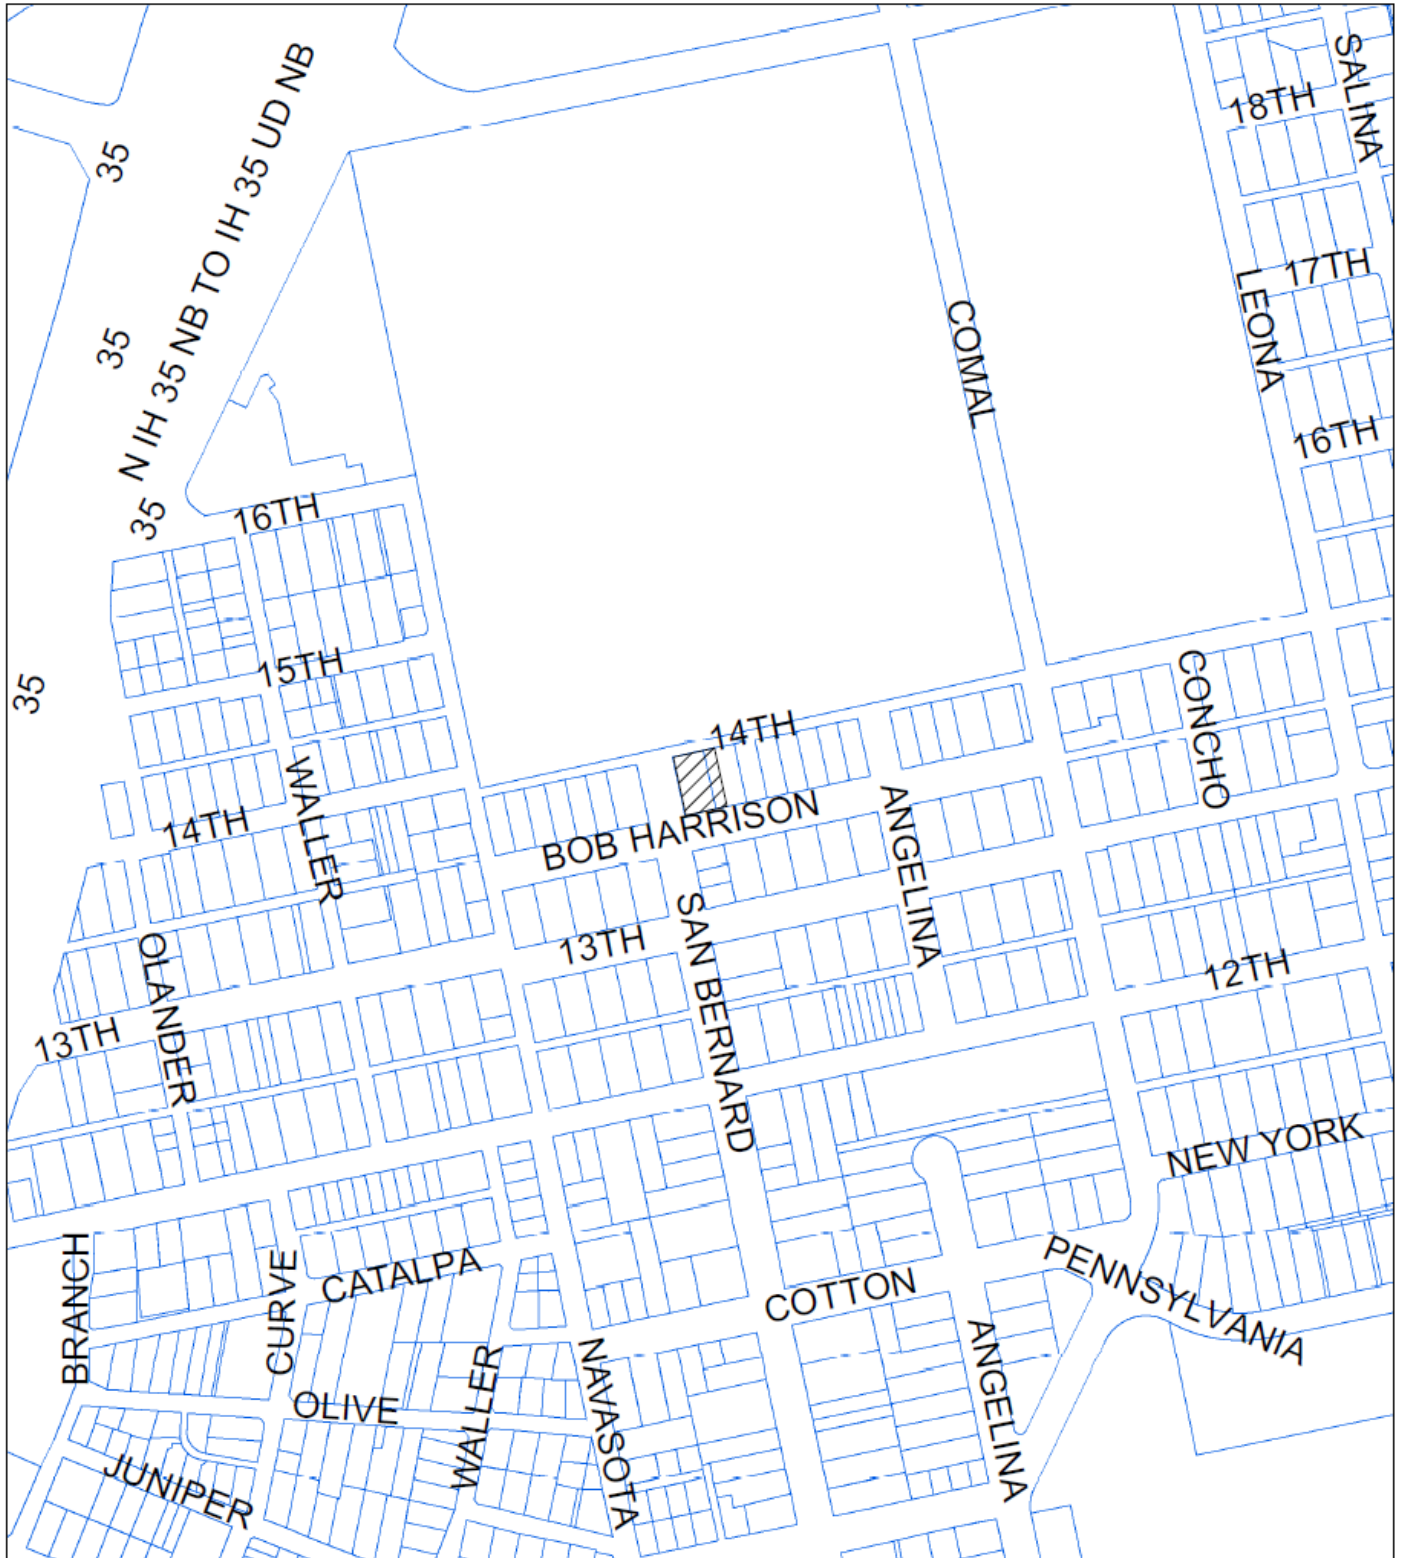 SALINA
18TH
35
N IH 35 NB TO IH 35 UD NB
17TH
LEONA
COMAL
35
16TH
35
16TH
15TH
CONCHO
35
14TH
WALLER
14TH
BOB HARRISON
ANGELINA
SAN BERNARD
13TH
OLANDER
12TH
13TH
NEW YORK
BRANCH
CURVE
CATALPA
PENNSYLVANIA
COTTON
ANGELINA
NAVASOTA
WALLER
OLIVE
JUNIPER